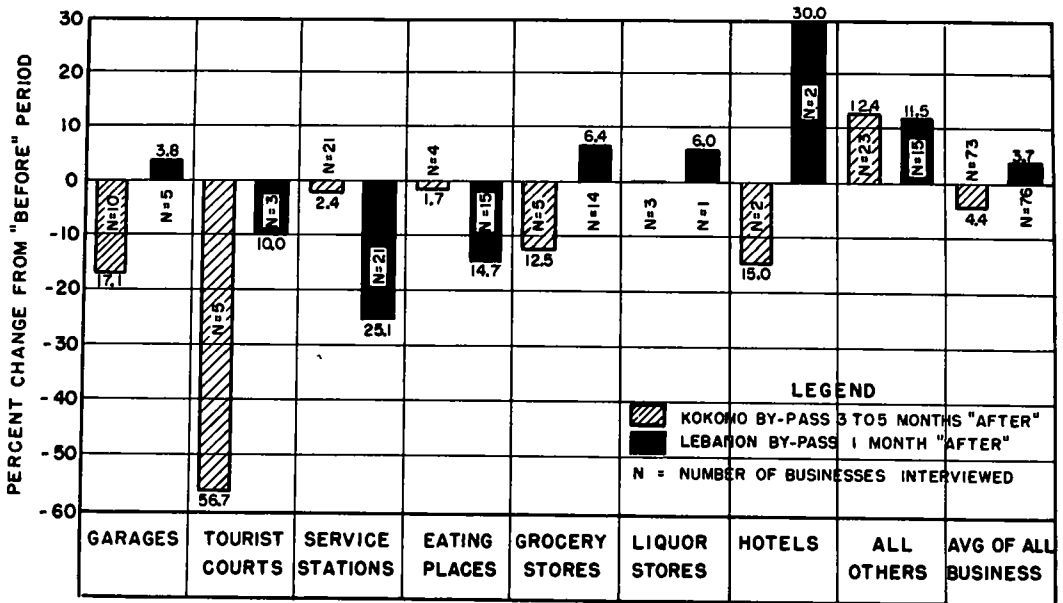 PERCENT CHANGE FROM "BEFORE" PERIOD
30
20
10
0
-10
-20
-30
-40
-50
-60
N=10
17.1
3.8
N=5
N=5
56.7
N=3
10.0
N=21
2.4
N=21
25.1
N=4
1.7
N=15
14.7
N=5
12.5
6.4
N=14
N=3
6.0
N=1
N=2
15.0
30.0
N=2
12.4
N=23
11.5
N=15
N=73
4.4
3.7
N=76
LEGEND
KOKOMO BY-PASS 3 TO 5 MONTHS "AFTER"
LEBANON BY-PASS 1 MONTH "AFTER"
N = NUMBER OF BUSINESSES INTERVIEWED
GARAGES
TOURIST
COURTS
SERVICE
STATIONS
EATING
PLACES
GROCERY
STORES
LIQUOR
STORES
HOTELS
ALL
OTHERS
AVG OF ALL
BUSINESS